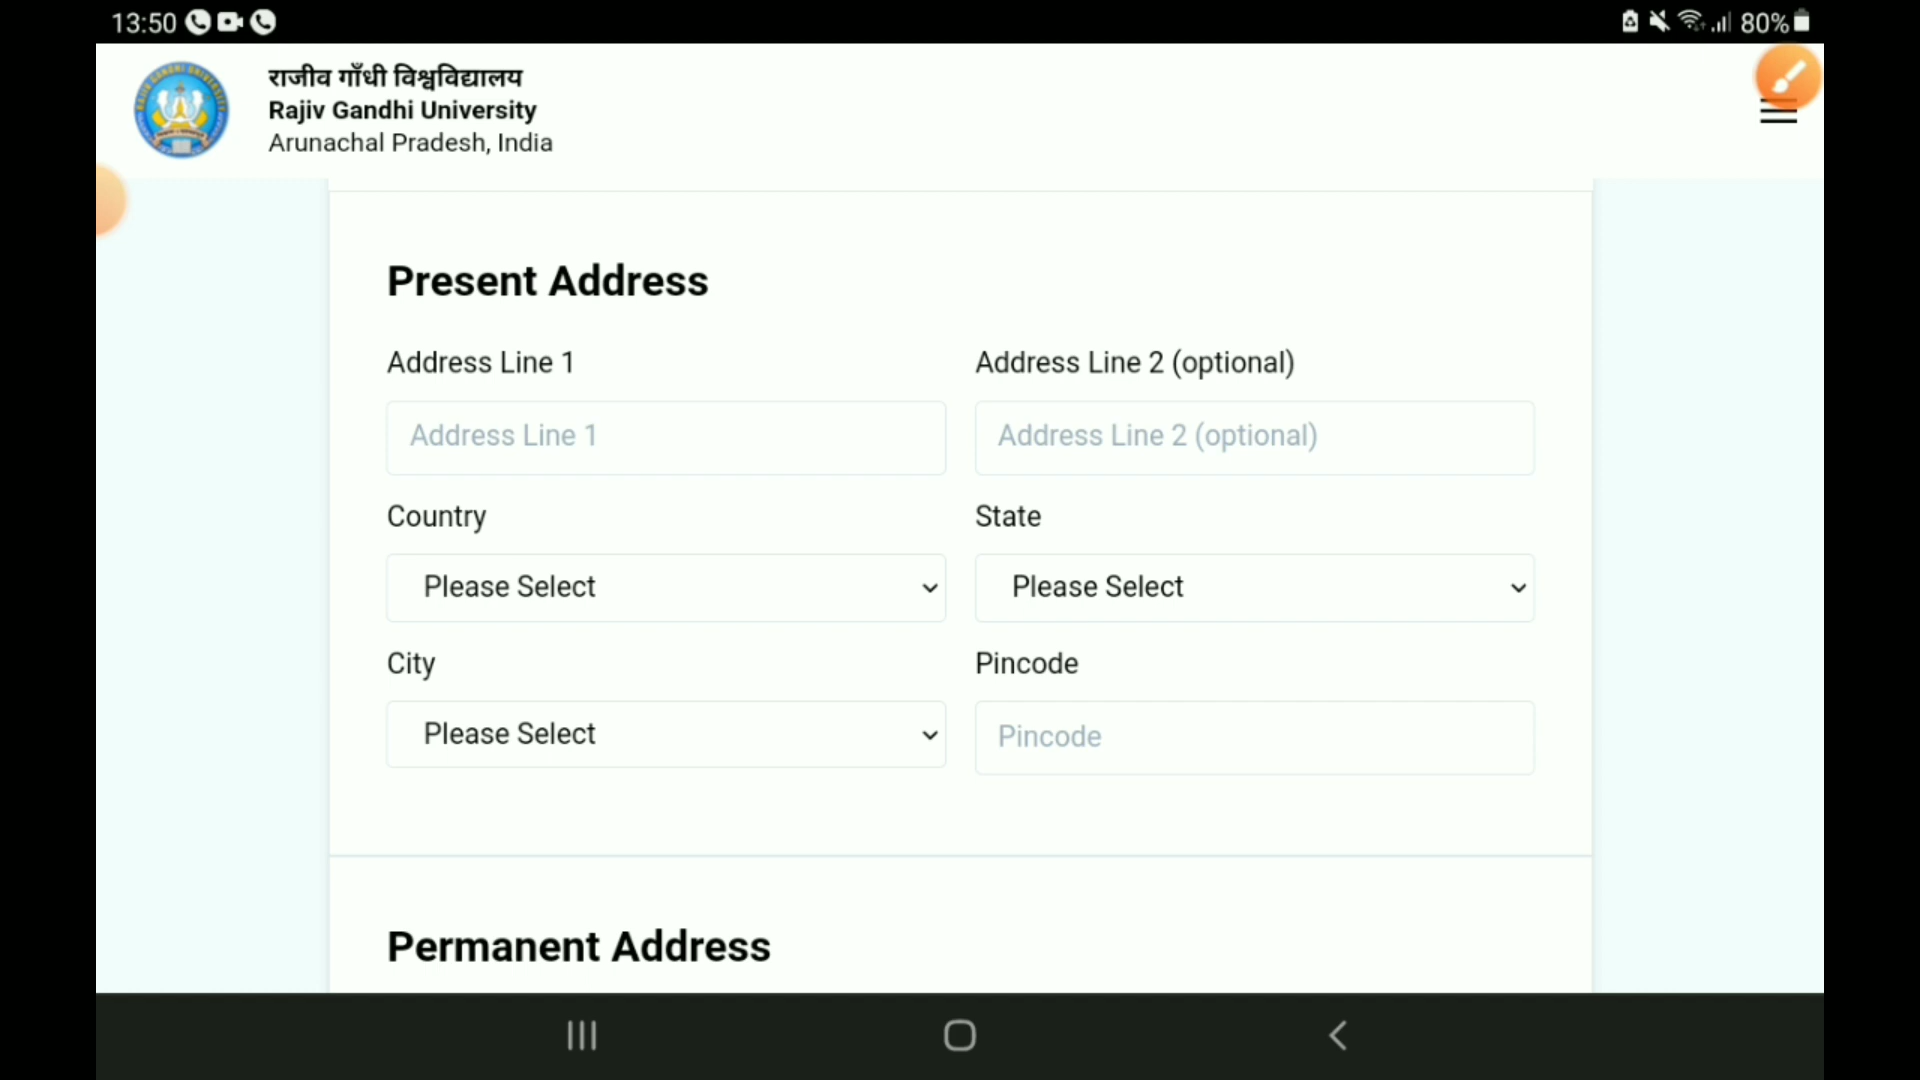 13:50
80%
राजीव गाँधी विश्वविद्यालय
Rajiv Gandhi University
Arunachal Pradesh, India
Present Address
Address Line 1
Address Line 2 (optional)
Address Line 1
Address Line 2 (optional)
Country
State
Please Select
Please Select
City
Pincode
Please Select
Pincode
Permanent Address